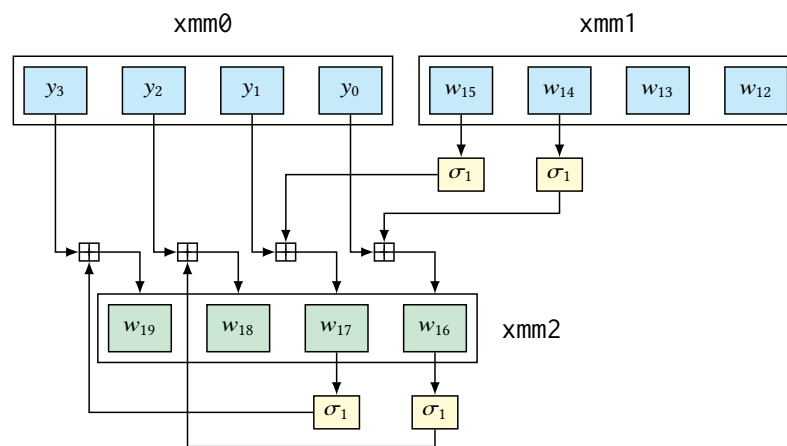 xmm0 xmm1
y₃ y₂ y₁ y₀ w₁₅ w₁₄ w₁₃ w₁₂
σ₁ σ₁
w₁₉ w₁₈ w₁₇ w₁₆ xmm2
σ₁ σ₁